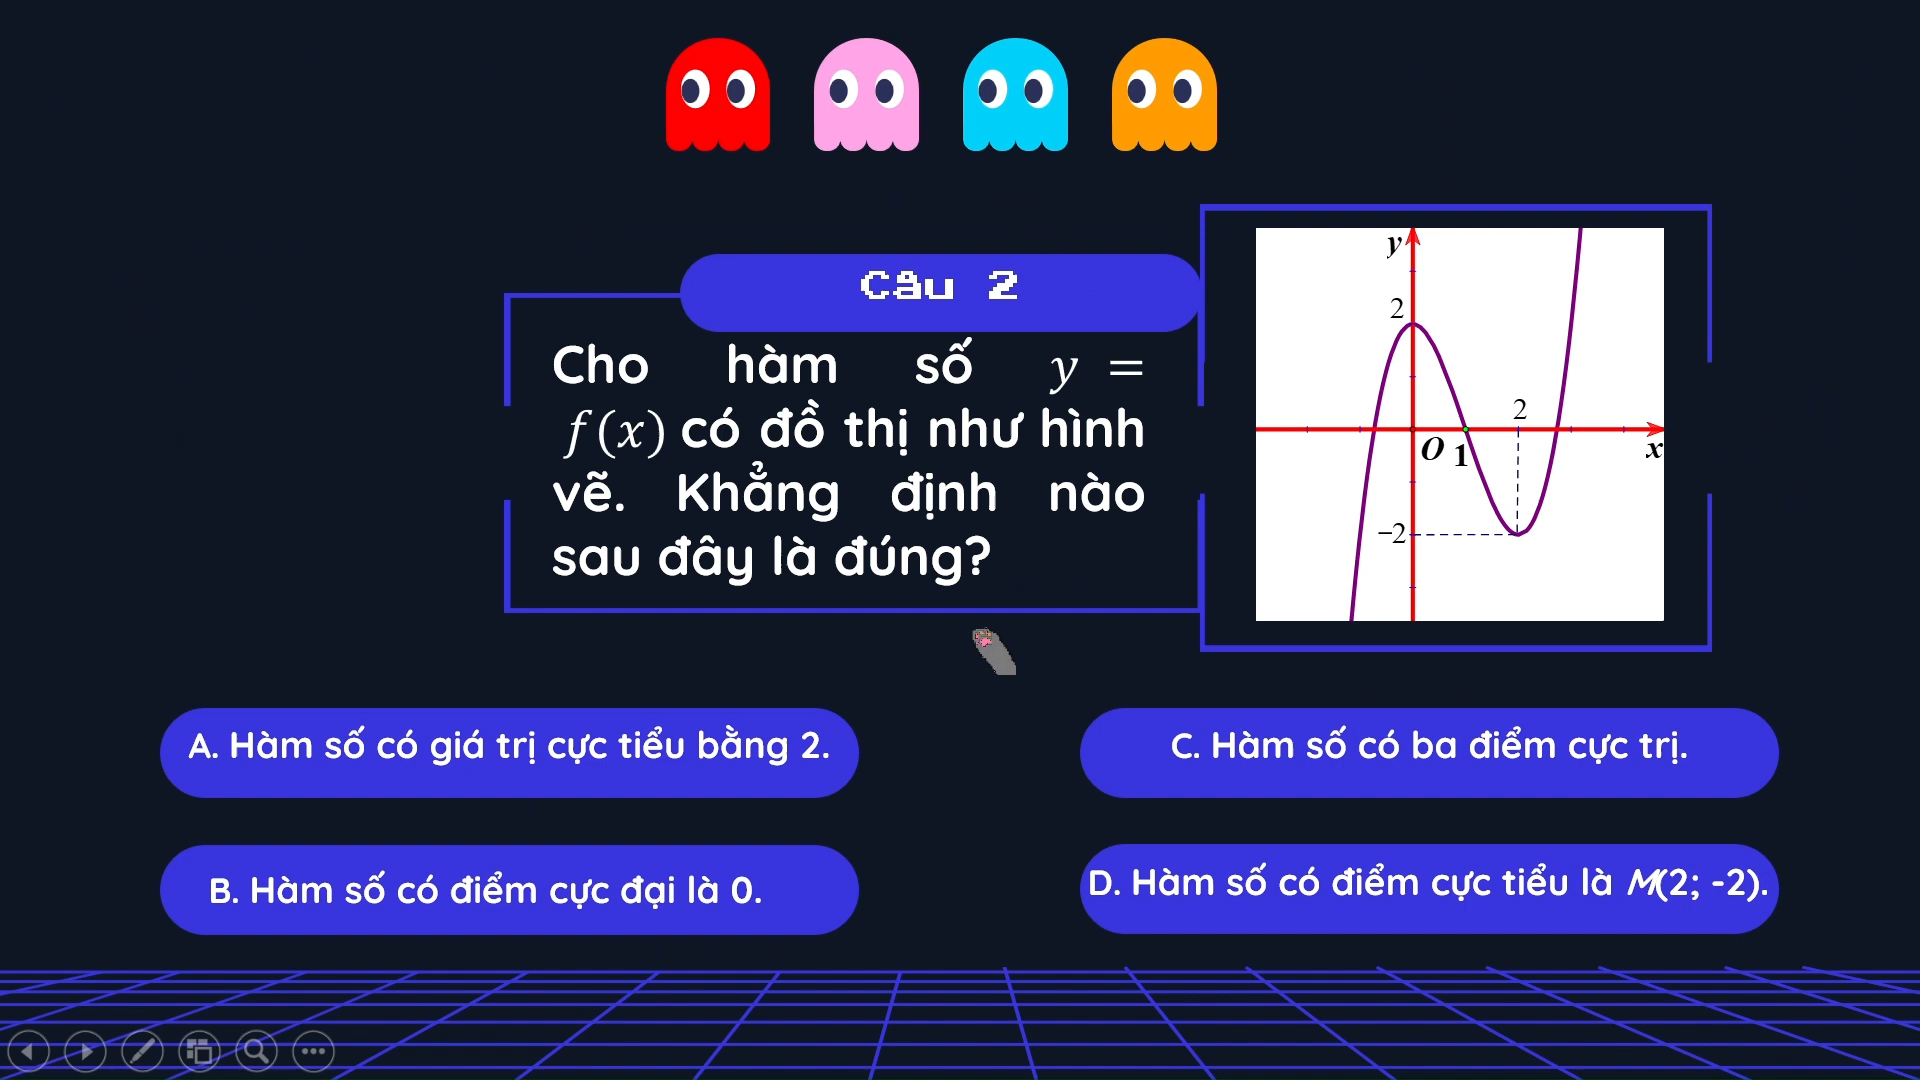 Câu 2
Cho hàm số y =
f(x) có đồ thị như hình
vẽ. Khẳng định nào
sau đây là đúng?
y
2
2
O
1
x
−2
A. Hàm số có giá trị cực tiểu bằng 2.
C. Hàm số có ba điểm cực trị.
B. Hàm số có điểm cực đại là 0.
D. Hàm số có điểm cực tiểu là M(2; -2).